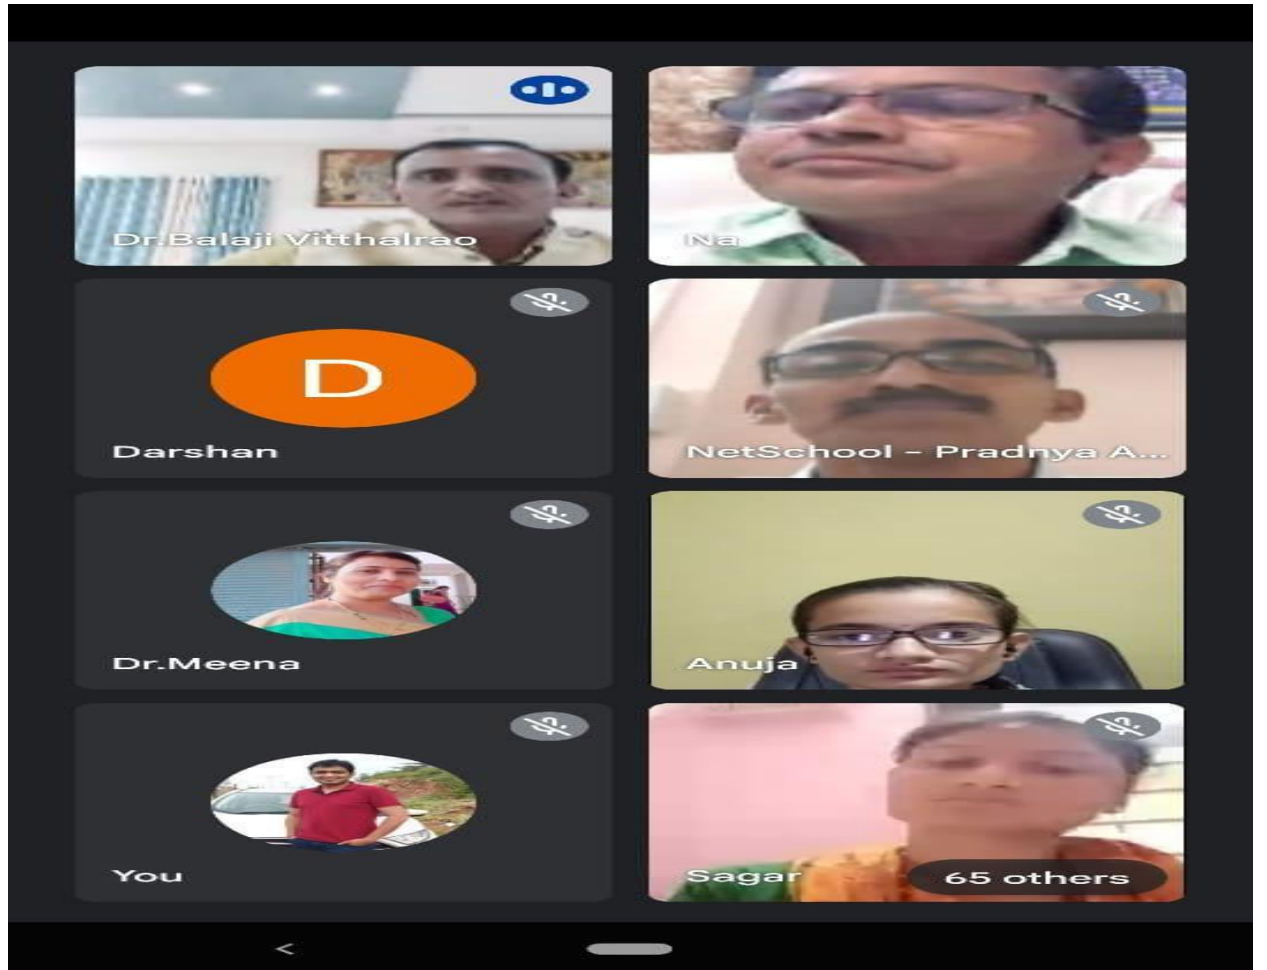 Dr.Balaji Vitthalrao
Na
D
Darshan
NetSchool - Pradnya A...
Dr.Meena
Anuja
You
Sagar
65 others